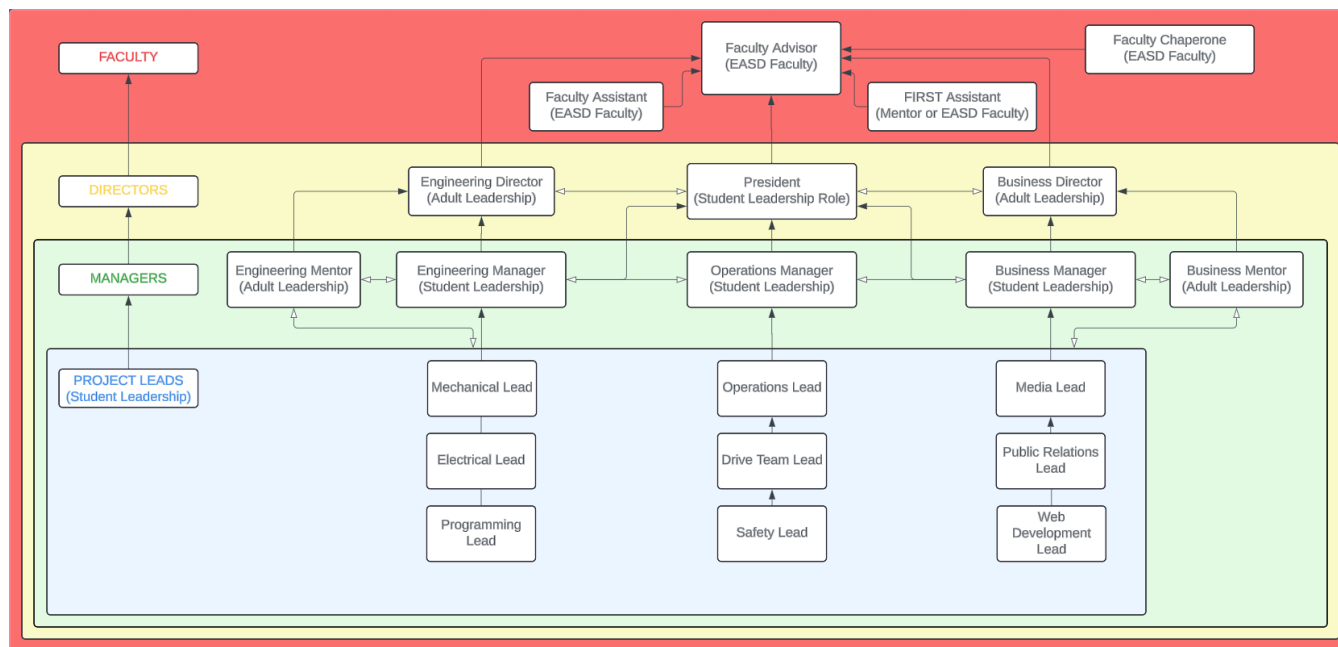 FACULTY
Faculty Advisor
(EASD Faculty)
Faculty Chaperone
(EASD Faculty)
Faculty Assistant
(EASD Faculty)
FIRST Assistant
(Mentor or EASD Faculty)
DIRECTORS
Engineering Director
(Adult Leadership)
President
(Student Leadership Role)
Business Director
(Adult Leadership)
MANAGERS
Engineering Mentor
(Adult Leadership)
Engineering Manager
(Student Leadership)
Operations Manager
(Student Leadership)
Business Manager
(Student Leadership)
Business Mentor
(Adult Leadership)
PROJECT LEADS
(Student Leadership)
Mechanical Lead
Operations Lead
Media Lead
Electrical Lead
Drive Team Lead
Public Relations
Lead
Programming
Lead
Safety Lead
Web
Development
Lead